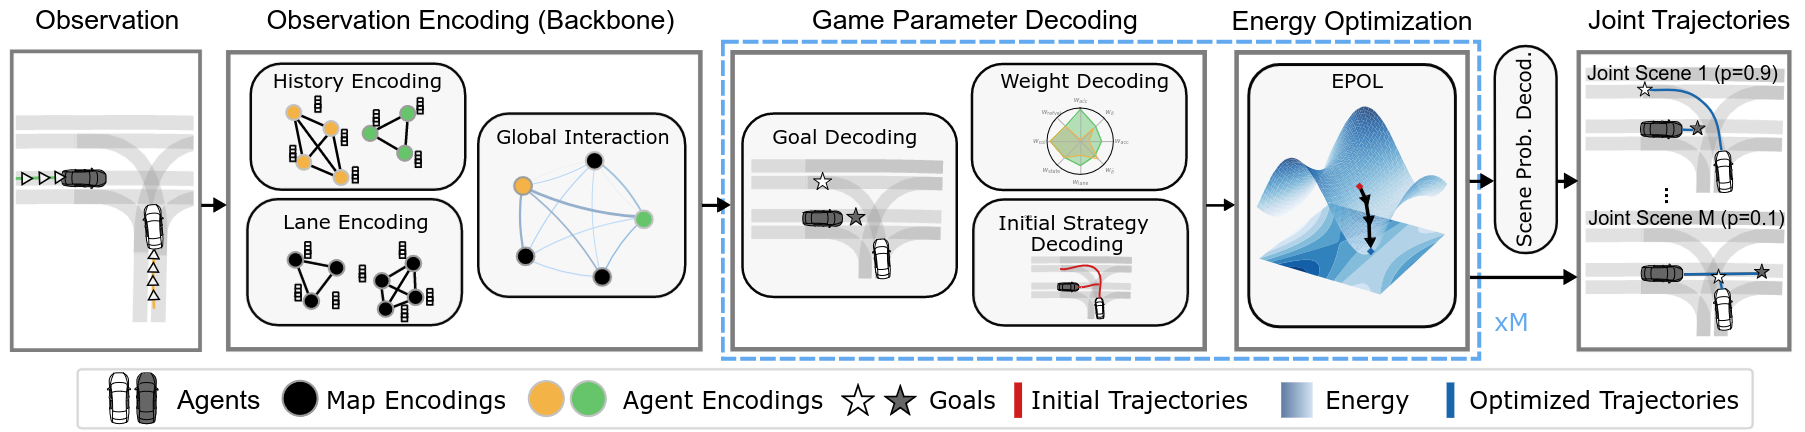 Observation
Observation Encoding (Backbone)
Game Parameter Decoding
Energy Optimization
Joint Trajectories
History Encoding
Lane Encoding
Global Interaction
Goal Decoding
Weight Decoding
Initial Strategy
Decoding
EPOL
xM
Scene Prob. Decod.
Joint Scene 1 (p=0.9)
...
Joint Scene M (p=0.1)
Agents
Map Encodings
Agent Encodings
Goals
Initial Trajectories
Energy
Optimized Trajectories